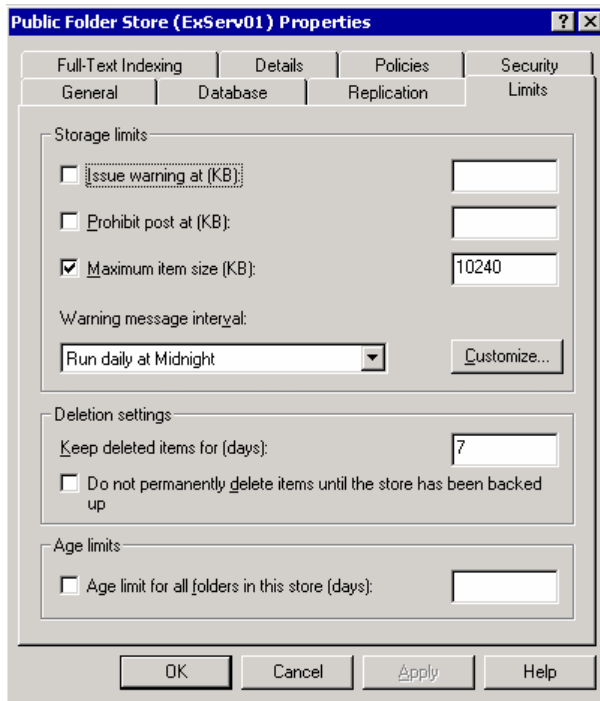 Public Folder Store (ExServ01) Properties
Full-Text Indexing Details Policies Security
General Database Replication Limits
Storage limits
Issue warning at (KB):
Prohibit post at (KB):
Maximum item size (KB): 10240
Warning message interval:
Run daily at Midnight Customize...
Deletion settings
Keep deleted items for (days): 7
Do not permanently delete items until the store has been backed
up
Age limits
Age limit for all folders in this store (days):
OK Cancel Apply Help